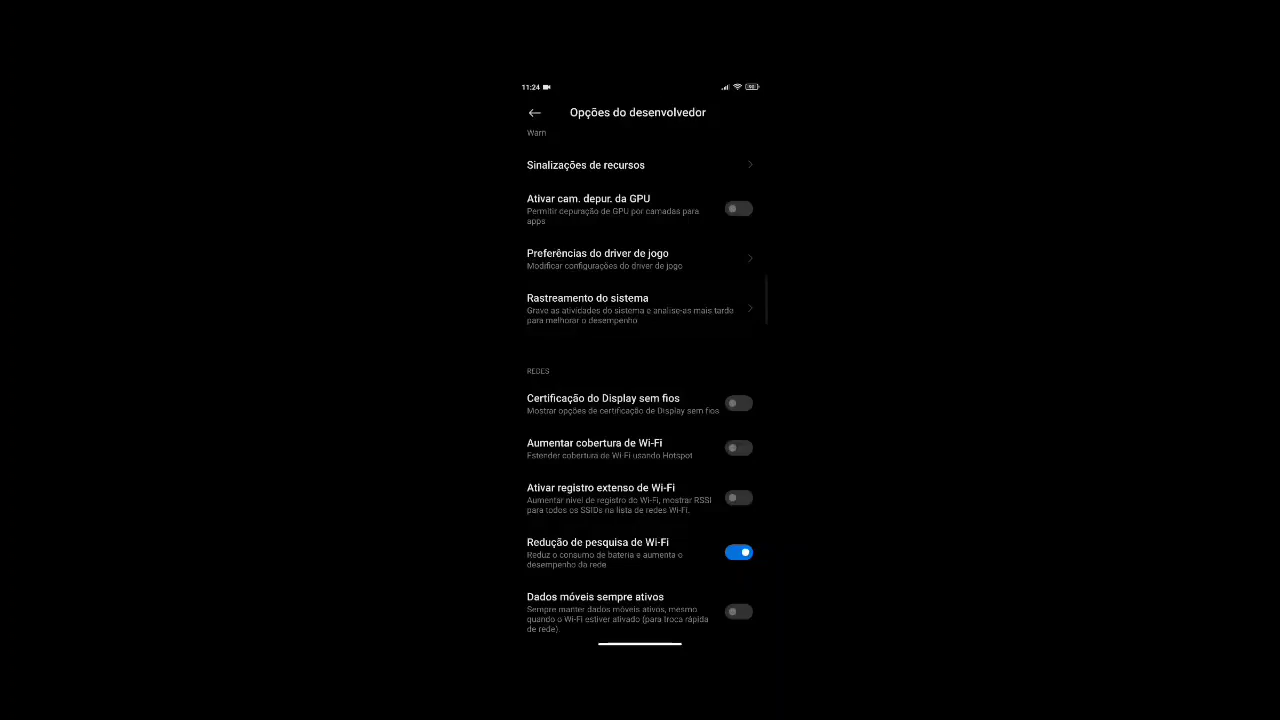 11:24
90
Opções do desenvolvedor
Warn
Sinalizações de recursos
Ativar cam. depur. da GPU
Permitir depuração de GPU por camadas para
apps
Preferências do driver de jogo
Modificar configurações do driver de jogo
Rastreamento do sistema
Grave as atividades do sistema e analise-as mais tarde
para melhorar o desempenho
REDES
Certificação do Display sem fios
Mostrar opções de certificação de Display sem fios
Aumentar cobertura de Wi-Fi
Estender cobertura de Wi-Fi usando Hotspot
Ativar registro extenso de Wi-Fi
Aumentar nível de registro do Wi-Fi, mostrar RSSI
para todos os SSIDs na lista de redes Wi-Fi.
Redução de pesquisa de Wi-Fi
Reduz o consumo de bateria e aumenta o
desempenho da rede
Dados móveis sempre ativos
Sempre manter dados móveis ativos, mesmo
quando o Wi-Fi estiver ativado (para troca rápida
de rede).